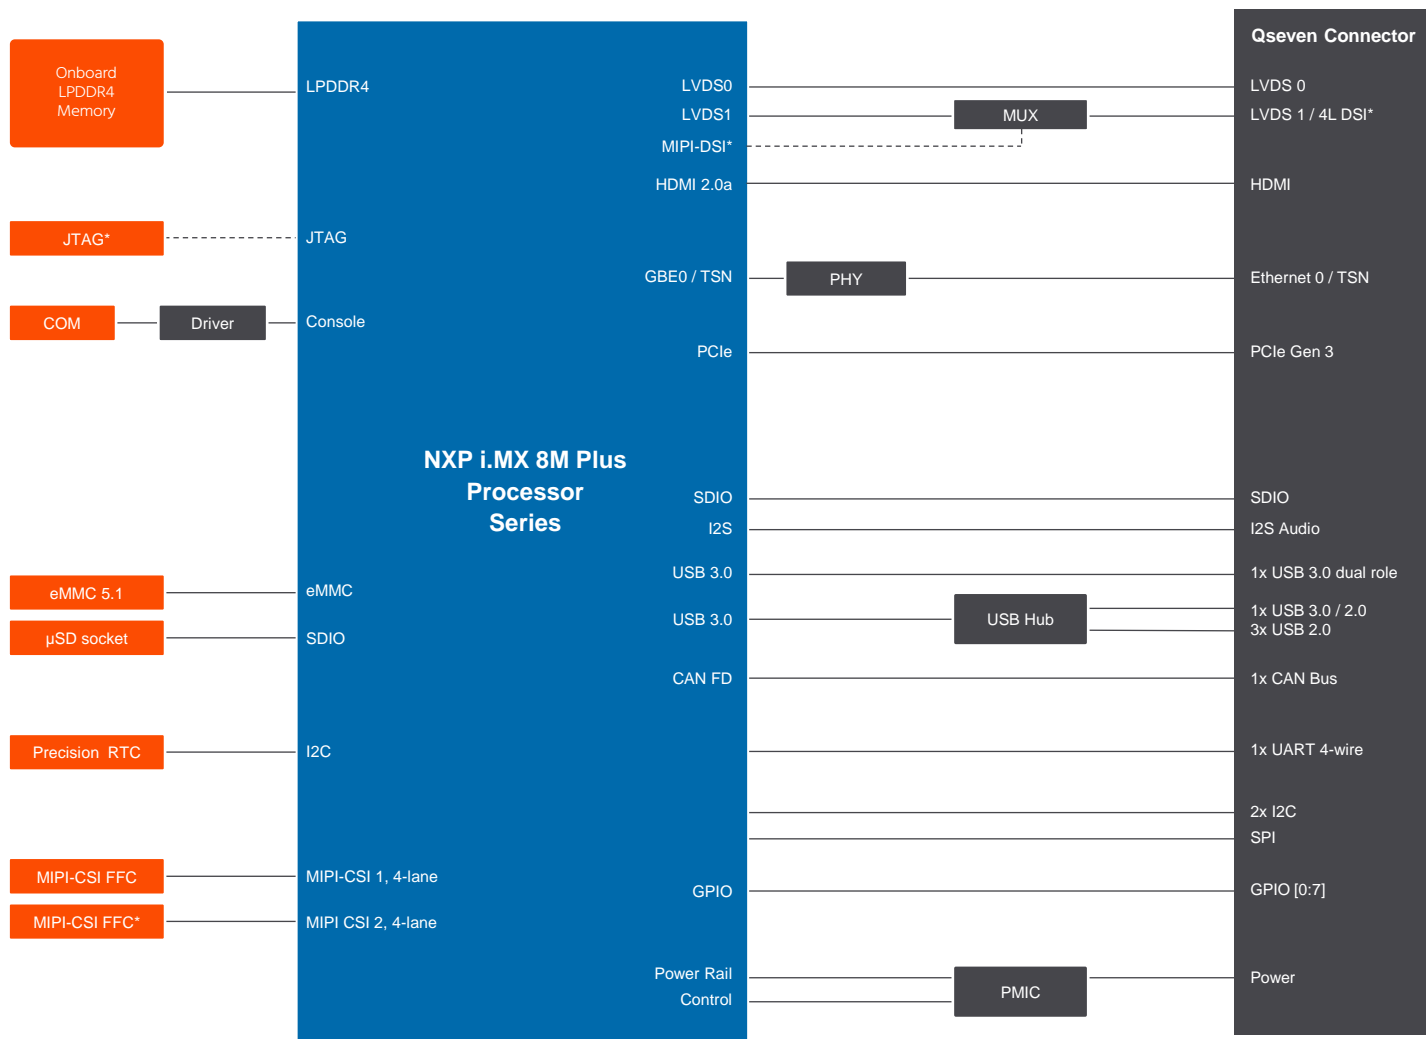 Onboard
LPDDR4
Memory
JTAG*
COM
Driver
eMMC 5.1
µSD socket
Precision RTC
MIPI-CSI FFC
MIPI-CSI FFC*
LPDDR4
JTAG
Console
eMMC
SDIO
I2C
MIPI-CSI 1, 4-lane
MIPI CSI 2, 4-lane
NXP i.MX 8M Plus
Processor
Series
LVDS0
LVDS1
MIPI-DSI*
HDMI 2.0a
GBE0 / TSN
PCIe
SDIO
I2S
USB 3.0
USB 3.0
CAN FD
GPIO
Power Rail
Control
MUX
PHY
USB Hub
PMIC
Qseven Connector
LVDS 0
LVDS 1 / 4L DSI*
HDMI
Ethernet 0 / TSN
PCIe Gen 3
SDIO
I2S Audio
1x USB 3.0 dual role
1x USB 3.0 / 2.0
3x USB 2.0
1x CAN Bus
1x UART 4-wire
2x I2C
SPI
GPIO [0:7]
Power